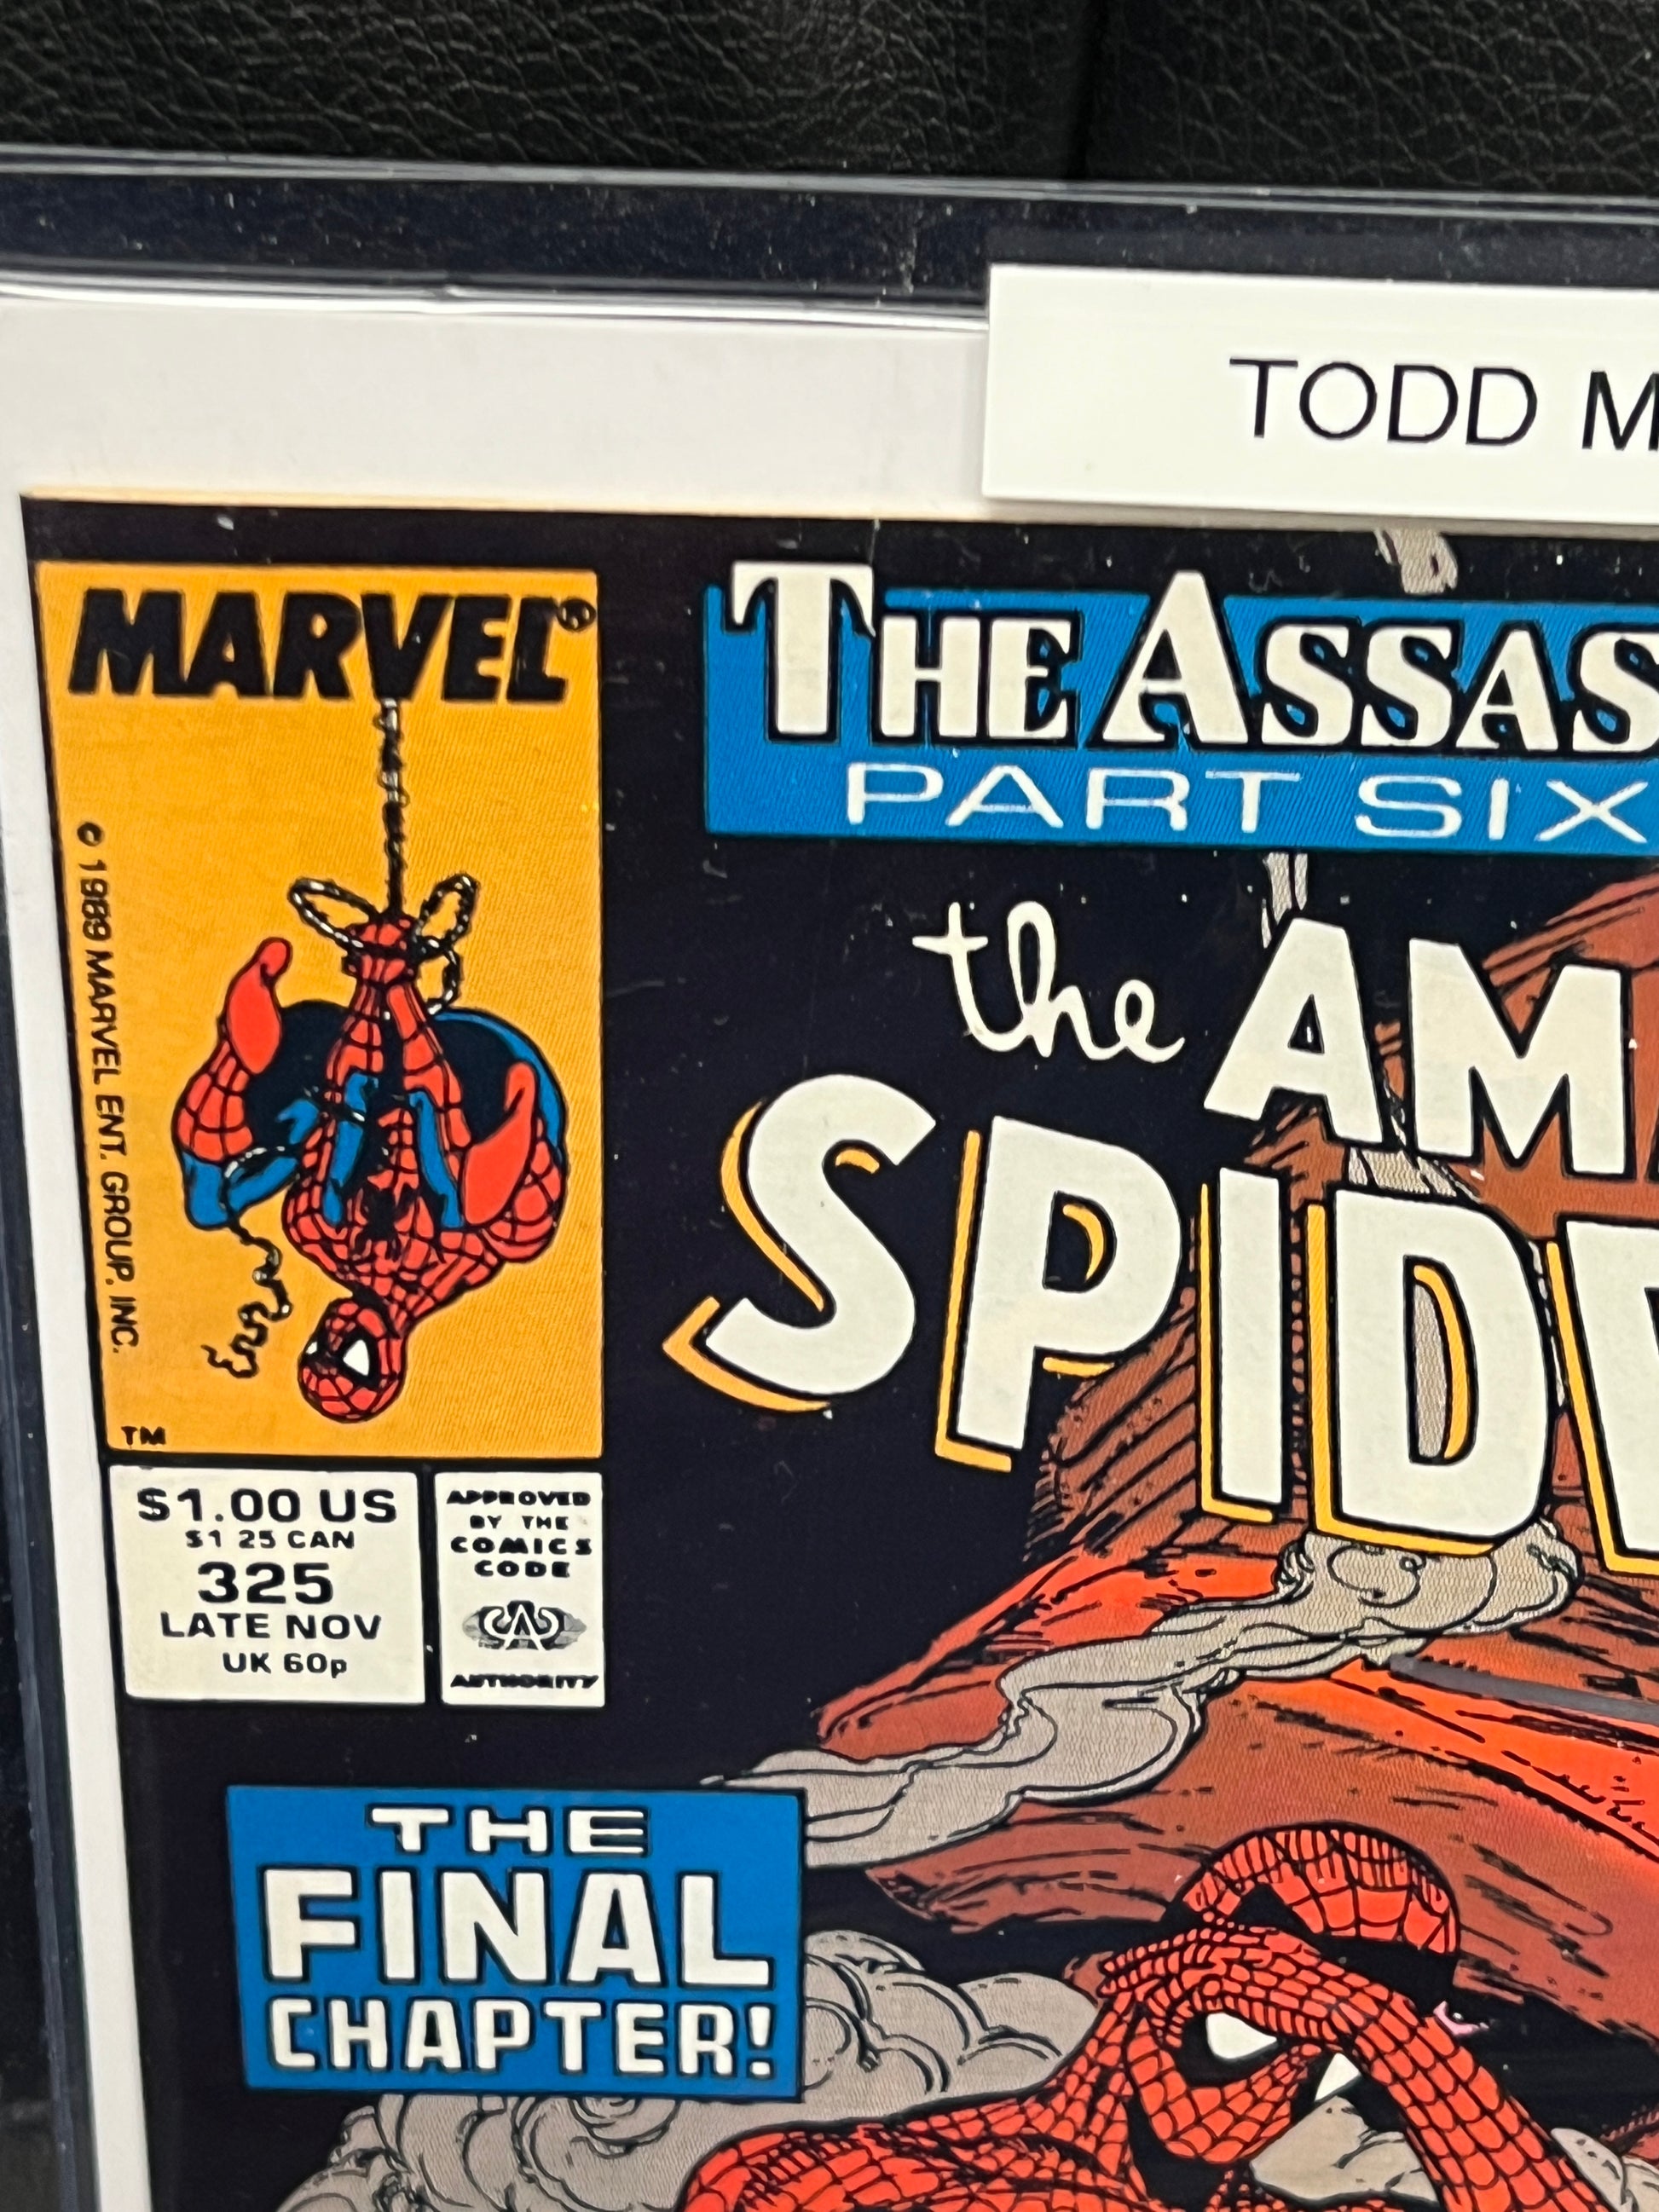 TODD M
MARVEL®
THE ASSAS
PART SIX
the AM
SPID
© 1989 MARVEL ENT. GROUP. INC.
TM
$1.00 US
$1 25 CAN
325
LATE NOV
UK 60p
APPROVED
BY THE
COMICS
CODE
CA
AUTHORITY
THE
FINAL
CHAPTER!